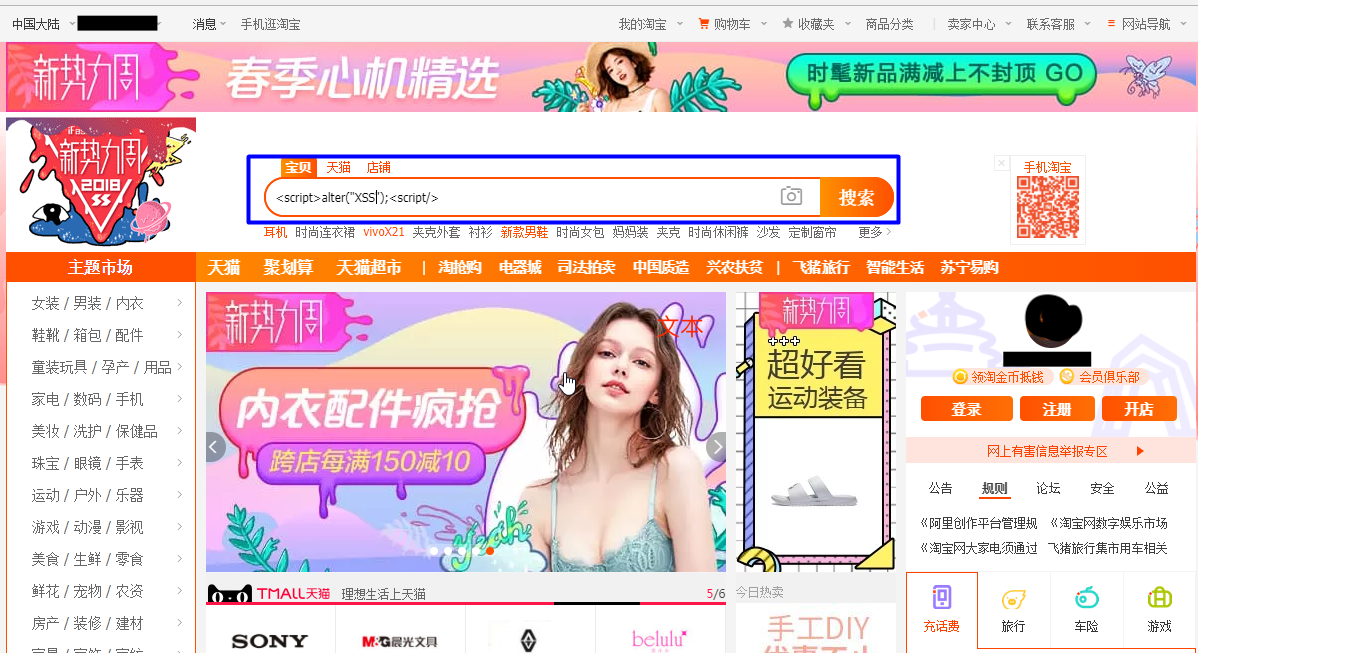 中国大陆 消息 手机逛淘宝 我的淘宝 购物车 收藏夹 商品分类 卖家中心 联系客服 网站导航
新势力周 春季心机精选 时髦新品满减上不封顶 GO
iFas
新势力周
2018
SS
宝贝 天猫 店铺
<script>alter("XSS");<script/> 搜索
耳机 时尚连衣裙 vivoX21 夹克外套 衬衫 新款男鞋 时尚女包 妈妈装 夹克 时尚休闲裤 沙发 定制窗帘 更多
手机淘宝
主题市场 天猫 聚划算 天猫超市 | 淘抢购 电器城 司法拍卖 中国质造 兴农扶贫 | 飞猪旅行 智能生活 苏宁易购
女装 / 男装 / 内衣
鞋靴 / 箱包 / 配件
童装玩具 / 孕产 / 用品
家电 / 数码 / 手机
美妆 / 洗护 / 保健品
珠宝 / 眼镜 / 手表
运动 / 户外 / 乐器
游戏 / 动漫 / 影视
美食 / 生鲜 / 零食
鲜花 / 宠物 / 农资
房产 / 装修 / 建材
新势力周
文本
内衣配件疯抢
跨店每满150减10
yeah
TMALL天猫 理想生活上天猫 5/6
SONY M&G晨光文具 belulu
新势力周
超好看
运动装备
今日热卖
手工DIY
领淘金币抵钱 会员俱乐部
登录 注册 开店
网上有害信息举报专区
公告 规则 论坛 安全 公益
《阿里创作平台管理规 《淘宝网数字娱乐市场
《淘宝网大家电须通过 飞猪旅行集市用车相关
充话费 旅行 车险 游戏